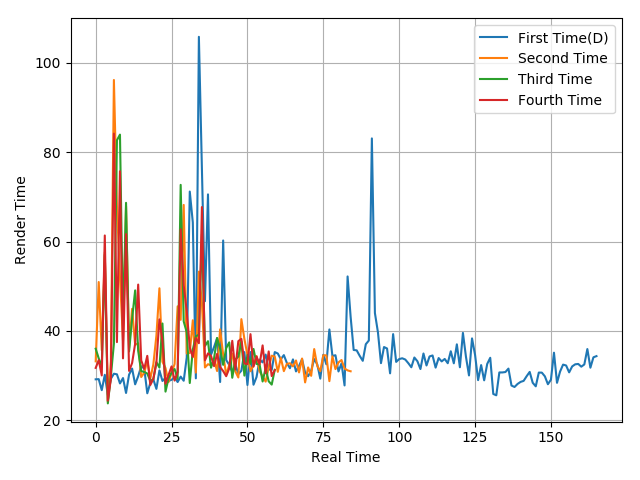 First Time(D)
Second Time
Third Time
Fourth Time
100
80
60
40
20
Render Time
0
25
50
75
100
125
150
Real Time